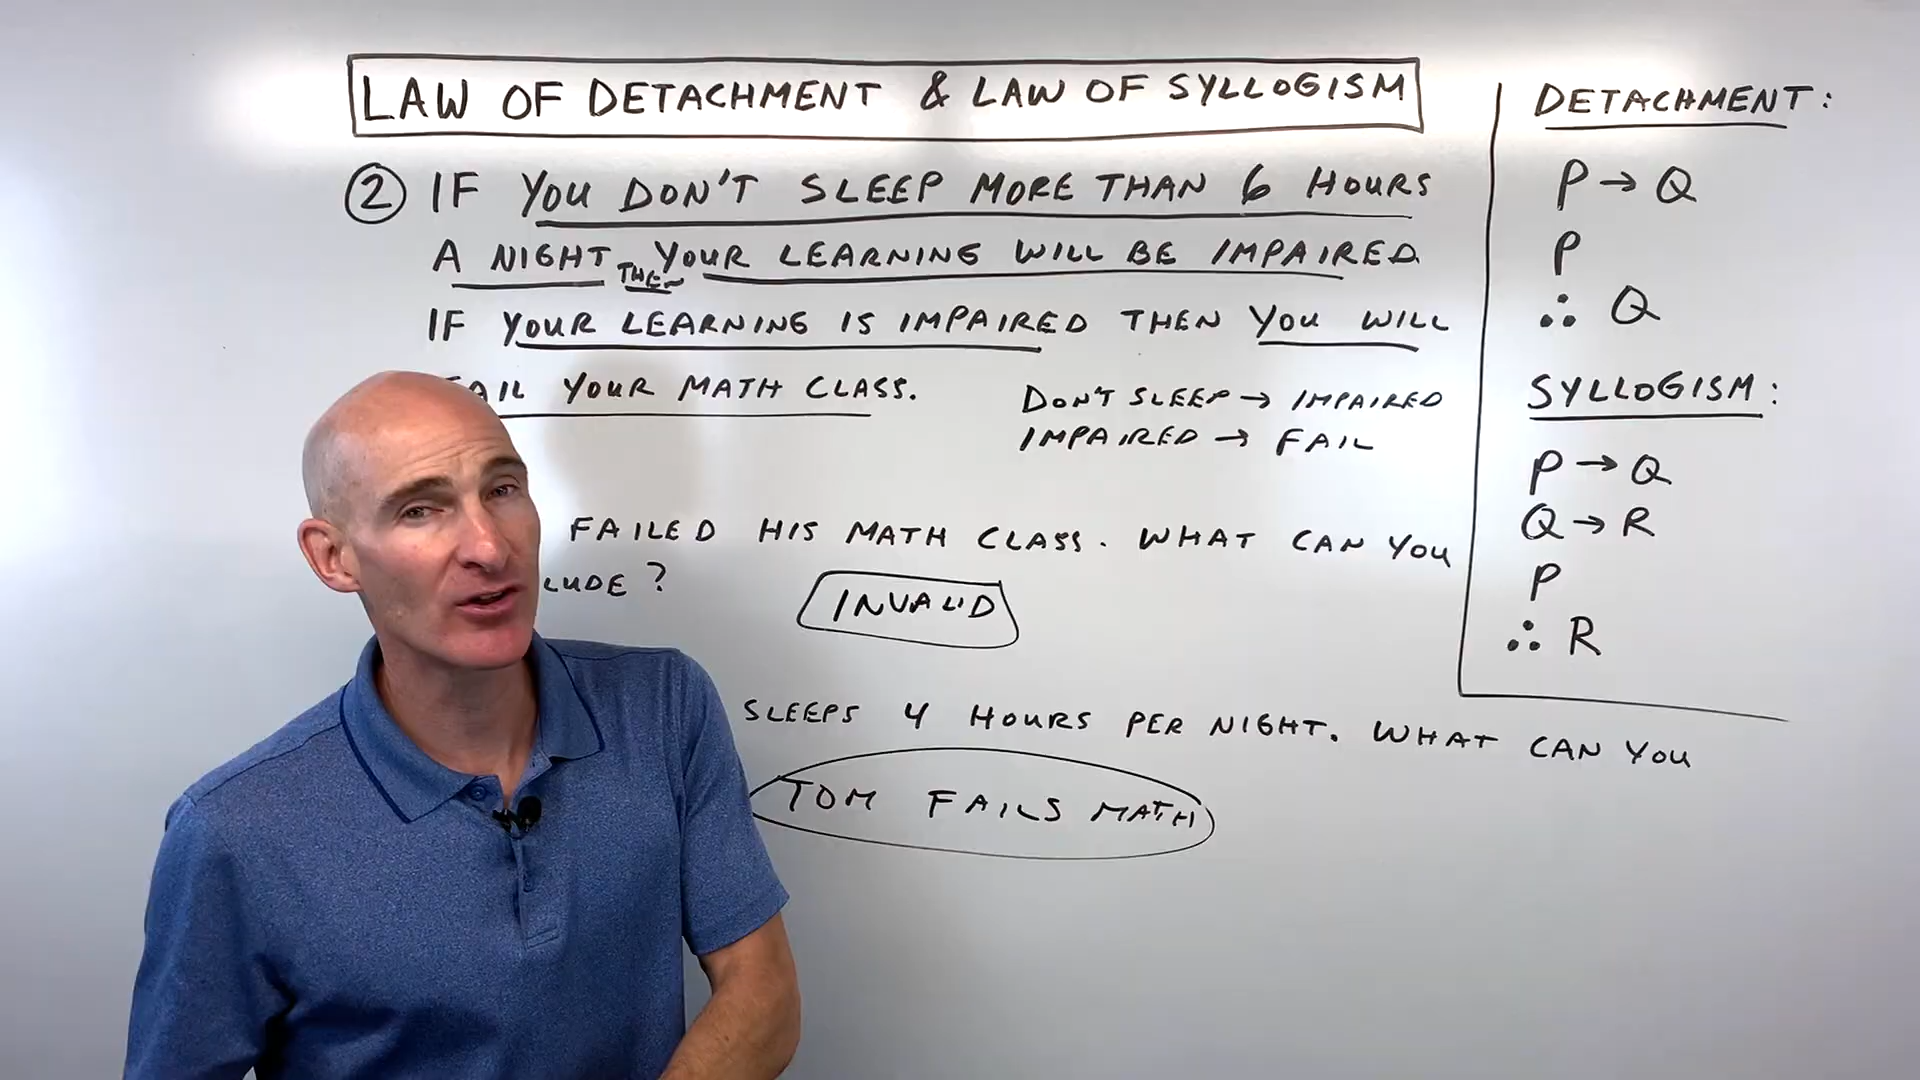 LAW OF DETACHMENT & LAW OF SYLLOGISM
② IF YOU DON'T SLEEP MORE THAN 6 HOURS
A NIGHT THEN YOUR LEARNING WILL BE IMPAIRED.
IF YOUR LEARNING IS IMPAIRED THEN YOU WILL
YOUR MATH CLASS.
DON'T SLEEP → IMPAIRED
IMPAIRED → FAIL
FAILED HIS MATH CLASS. WHAT CAN YOU
?
INVALID
SLEEPS 4 HOURS PER NIGHT. WHAT CAN YOU
TOM FAILS MATH
DETACHMENT:
P → Q
P
∴ Q
SYLLOGISM:
P → Q
Q → R
P
∴ R